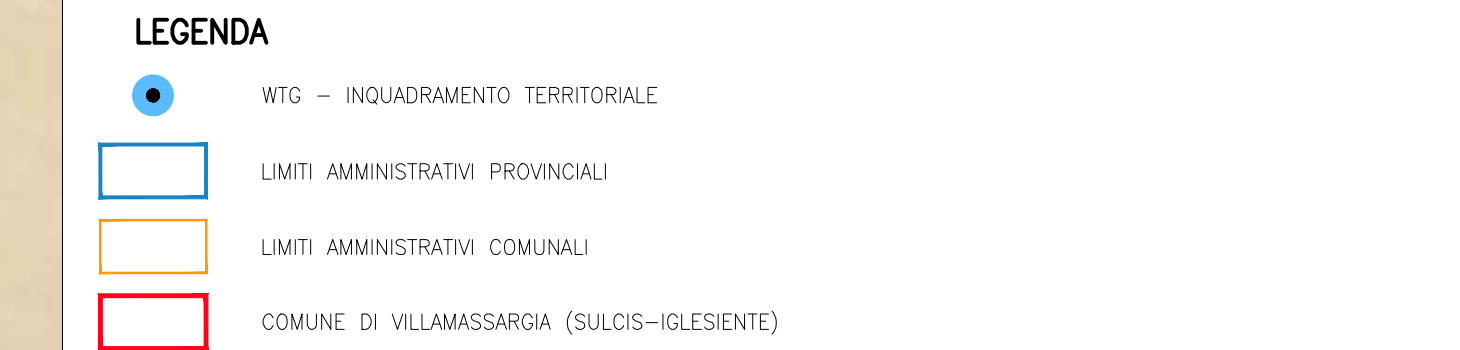 LEGENDA
WTG – INQUADRAMENTO TERRITORIALE
LIMITI AMMINISTRATIVI PROVINCIALI
LIMITI AMMINISTRATIVI COMUNALI
COMUNE DI VILLAMASSARGIA (SULCIS–IGLESIENTE)